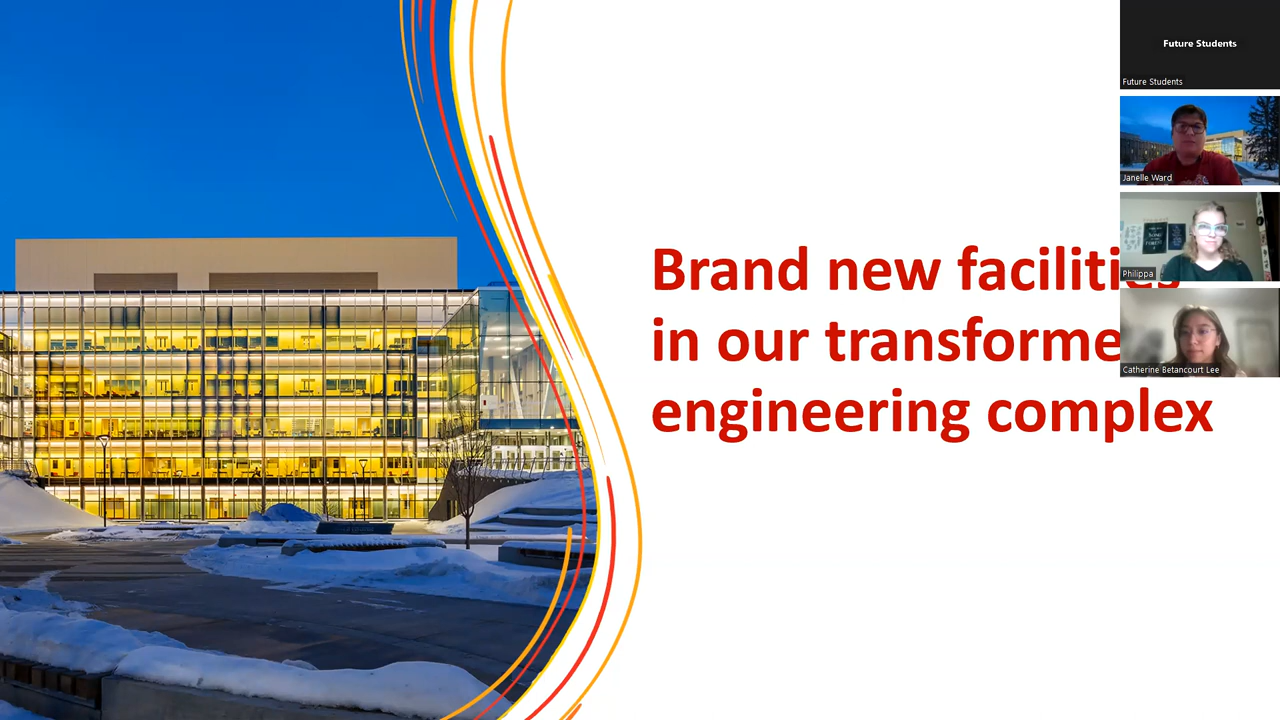 Brand new faciliti
in our transforme
engineering complex
Future Students
Future Students
Janelle Ward
Philippa
Catherine Betancourt Lee